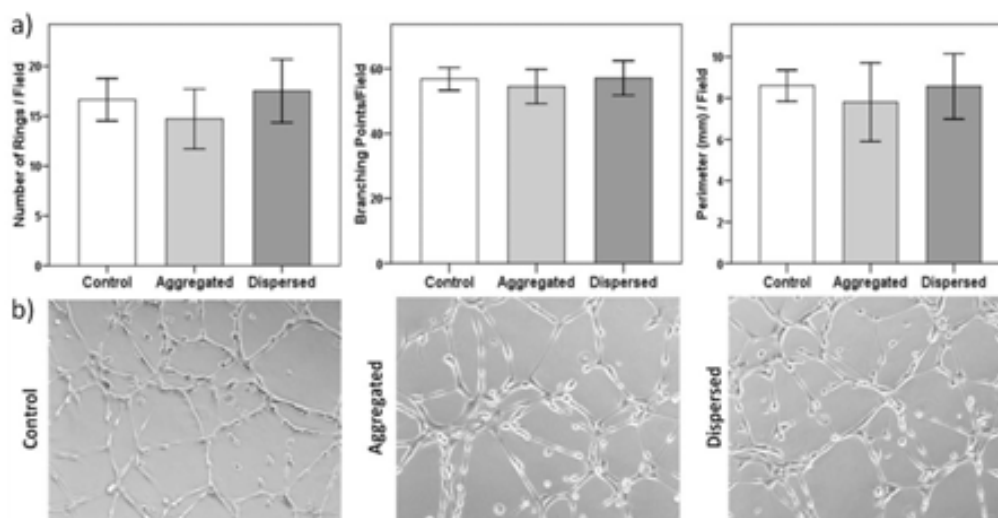 a)
Number of Rings / Field
20
15
10
5
0
Control Aggregated Dispersed
Branching Points/Field
60
40
20
0
Control Aggregated Dispersed
Perimeter (mm) / Field
10
8
6
4
2
0
Control Aggregated Dispersed
b)
Control
Aggregated
Dispersed